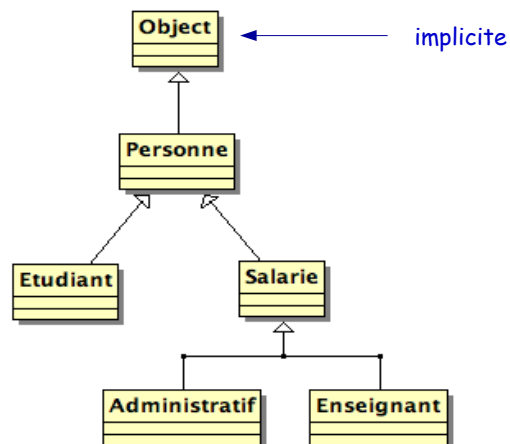 Object
implicite
Personne
Etudiant
Salarie
Administratif
Enseignant